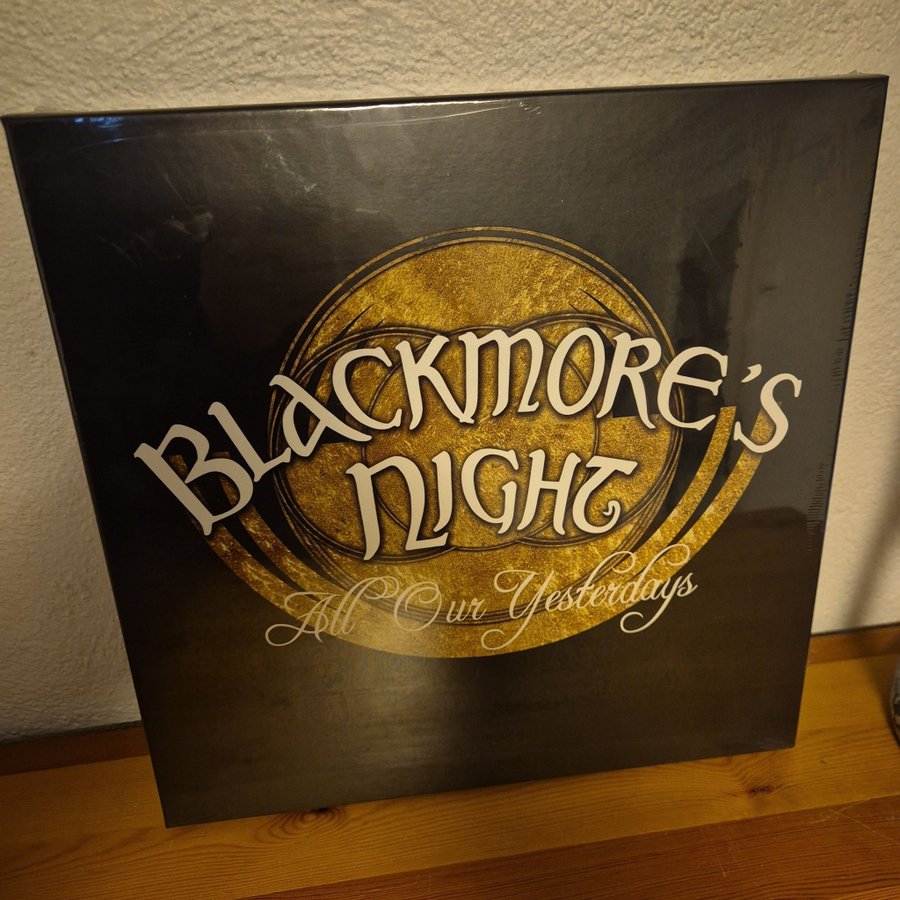 BLACKMORE'S
NIGHT
All Our Yesterdays